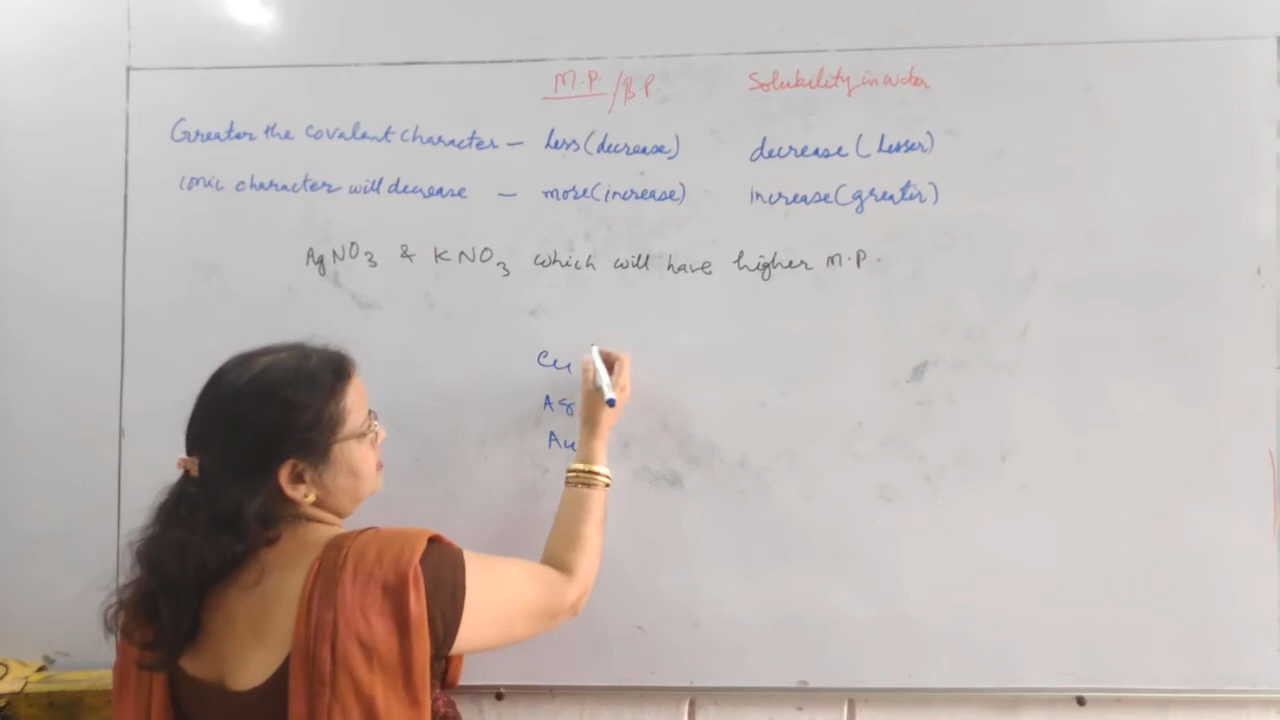 M.P. / B P. Solubility in water
Greater the covalent character – less (decrease) decrease (lesser)
ionic character will decrease – more (increase) increase (greater)
AgNO3 & KNO3 which will have higher M.P.
Cu
Ag
Au